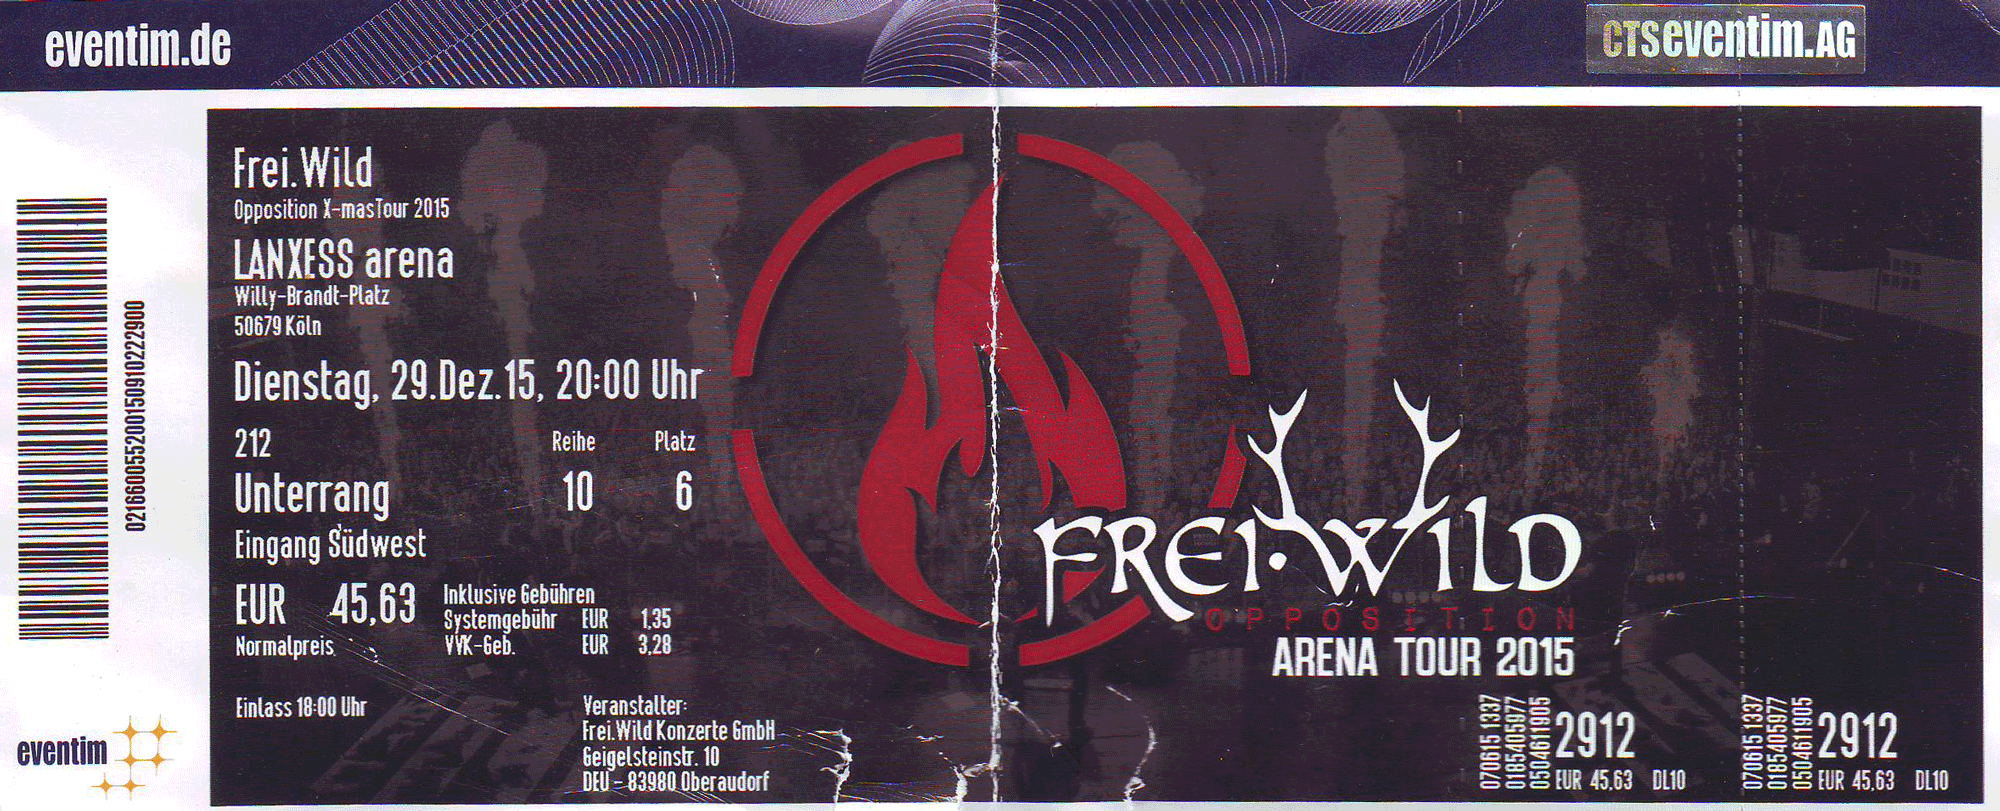 eventim.de
CTSeventim.AG
Frei.Wild
Opposition X-masTour 2015
LANXESS arena
Willy-Brandt-Platz
50679 Köln
Dienstag, 29.Dez.15, 20:00 Uhr
212 Reihe Platz
Unterrang 10 6
Eingang Südwest
EUR 45,63 Inklusive Gebühren
Systemgebühr EUR 1,35
Normalpreis VVK-Geb. EUR 3,28
Einlass 18:00 Uhr
Veranstalter:
Frei.Wild Konzerte GmbH
Geigelsteinstr. 10
DEU - 83980 Oberaudorf
FREI.WILD
OPPOSITION
ARENA TOUR 2015
070615 1337
0185405977
0504611905
2912
EUR 45,63 DL10
070615 1337
0185405977
0504611905
2912
EUR 45,63 DL10
021660055200150910222900
eventim